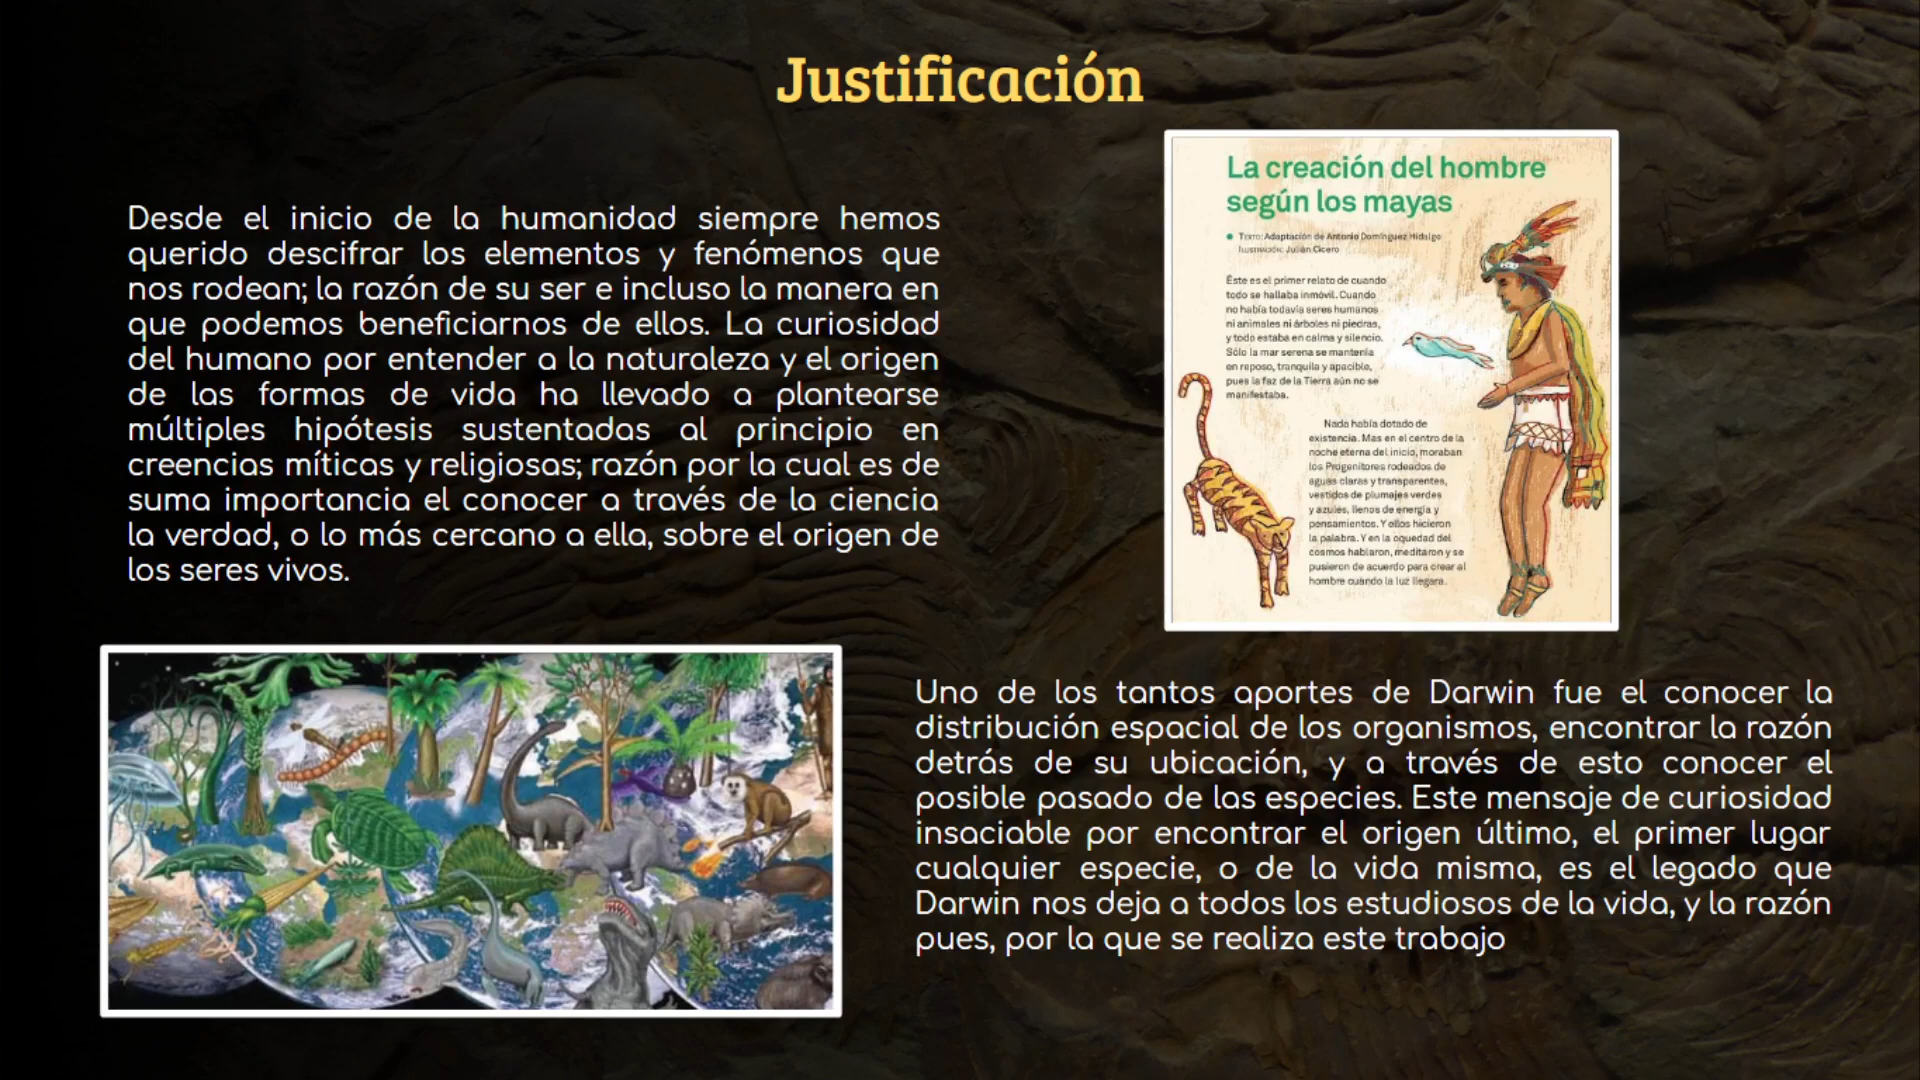 Justificación
Desde el inicio de la humanidad siempre hemos
querido descifrar los elementos y fenómenos que
nos rodean; la razón de su ser e incluso la manera en
que podemos beneficiarnos de ellos. La curiosidad
del humano por entender a la naturaleza y el origen
de las formas de vida ha llevado a plantearse
múltiples hipótesis sustentadas al principio en
creencias míticas y religiosas; razón por la cual es de
suma importancia el conocer a través de la ciencia
la verdad, o lo más cercano a ella, sobre el origen de
los seres vivos.
La creación del hombre
según los mayas
Texto: Adaptación de Antonio Domínguez Hidalgo
Ilustración: Julián Cicero
Éste es el primer relato de cuando
todo se hallaba inmóvil. Cuando
no había todavía seres humanos
ni animales ni árboles ni piedras,
y todo estaba en calma y silencio.
Sólo la mar serena se mantenía
en reposo, tranquila y apacible,
pues la faz de la Tierra aún no se
manifestaba.
Nada había dotado de
existencia. Mas en el centro de la
noche eterna del inicio, moraban
los Progenitores rodeados de
aguas claras y transparentes,
vestidos de plumajes verdes
y azules, llenos de energía y
pensamientos. Y ellos hicieron
la palabra. Y en la oquedad del
cosmos hablaron, meditaron y se
pusieron de acuerdo para crear al
hombre cuando la luz llegara.
Uno de los tantos aportes de Darwin fue el conocer la
distribución espacial de los organismos, encontrar la razón
detrás de su ubicación, y a través de esto conocer el
posible pasado de las especies. Este mensaje de curiosidad
insaciable por encontrar el origen último, el primer lugar
cualquier especie, o de la vida misma, es el legado que
Darwin nos deja a todos los estudiosos de la vida, y la razón
pues, por la que se realiza este trabajo